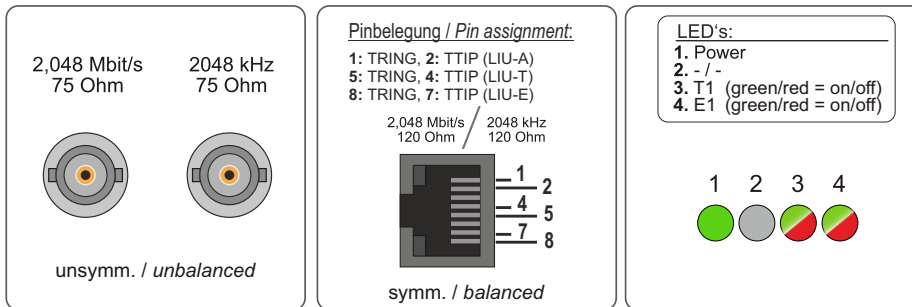 2,048 Mbit/s
75 Ohm
2048 kHz
75 Ohm
unsymm. / unbalanced
Pinbelegung / Pin assignment:
1: TRING, 2: TTIP (LIU-A)
5: TRING, 4: TTIP (LIU-T)
8: TRING, 7: TTIP (LIU-E)
2,048 Mbit/s
120 Ohm
2048 kHz
120 Ohm
1
2
4
5
7
8
symm. / balanced
LED‘s:
1. Power
2. - / -
3. T1 (green/red = on/off)
4. E1 (green/red = on/off)
1 2 3 4